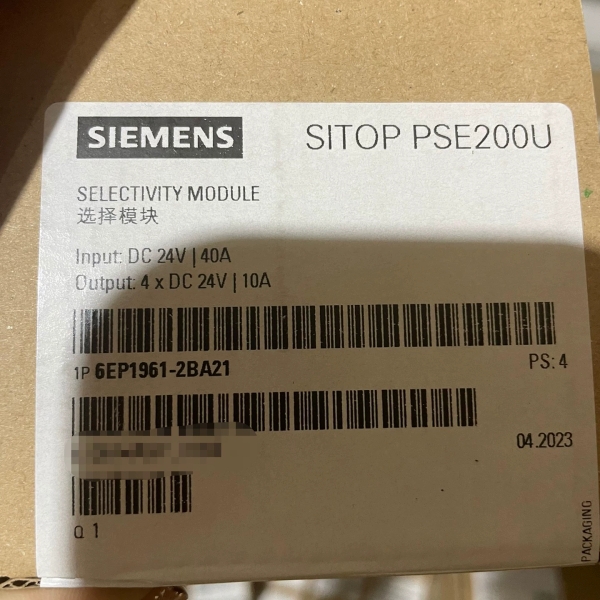 SIEMENS
SITOP PSE200U
SELECTIVITY MODULE
选择模块
Input: DC 24V | 40A
Output: 4 x DC 24V | 10A
1P 6EP1961-2BA21
PS: 4
04.2023
Q 1
PACKAGING